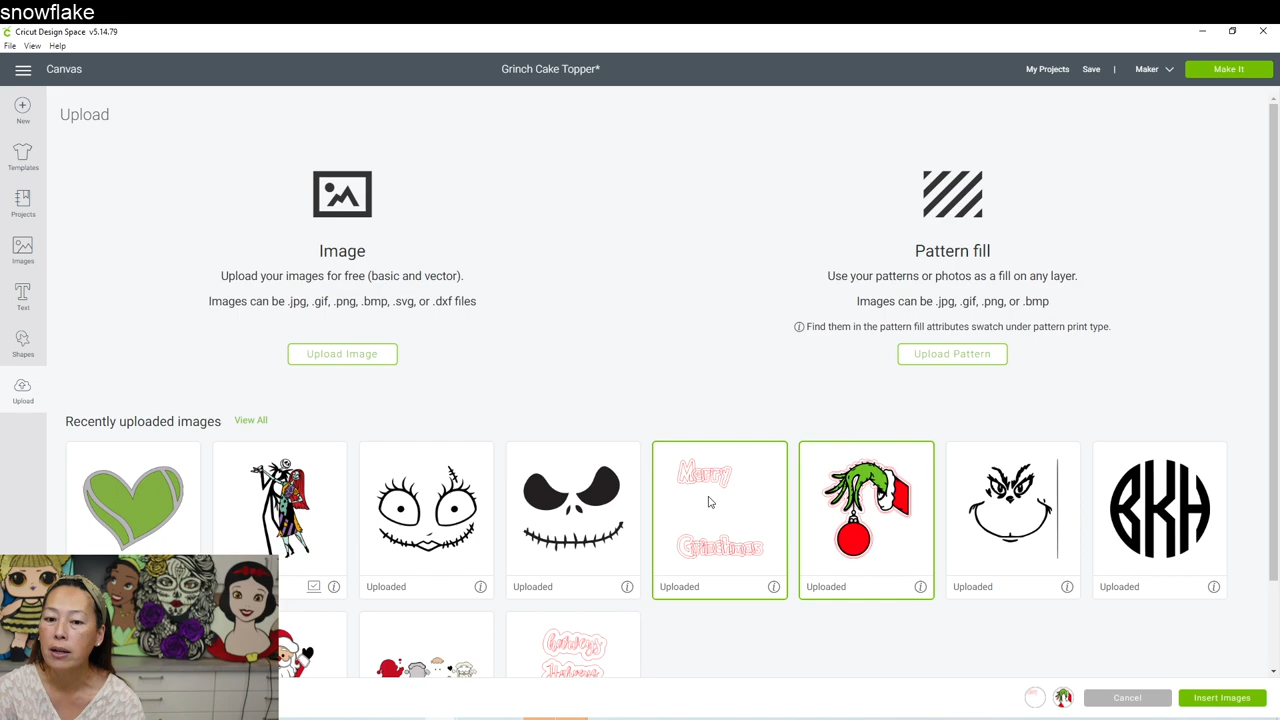 snowflake
Cricut Design Space v5.14.79
File View Help
Canvas
Grinch Cake Topper*
My Projects Save | Maker Make It
New
Templates
Projects
Images
Text
Shapes
Upload
Upload
Image
Upload your images for free (basic and vector).
Images can be .jpg, .gif, .png, .bmp, .svg, or .dxf files
Upload Image
Pattern fill
Use your patterns or photos as a fill on any layer.
Images can be .jpg, .gif, .png, or .bmp
Find them in the pattern fill attributes swatch under pattern print type.
Upload Pattern
Recently uploaded images View All
Merry
Grinchmas
BKH
Uploaded
Uploaded
Uploaded
Uploaded
Uploaded
Uploaded
Cancel
Insert Images